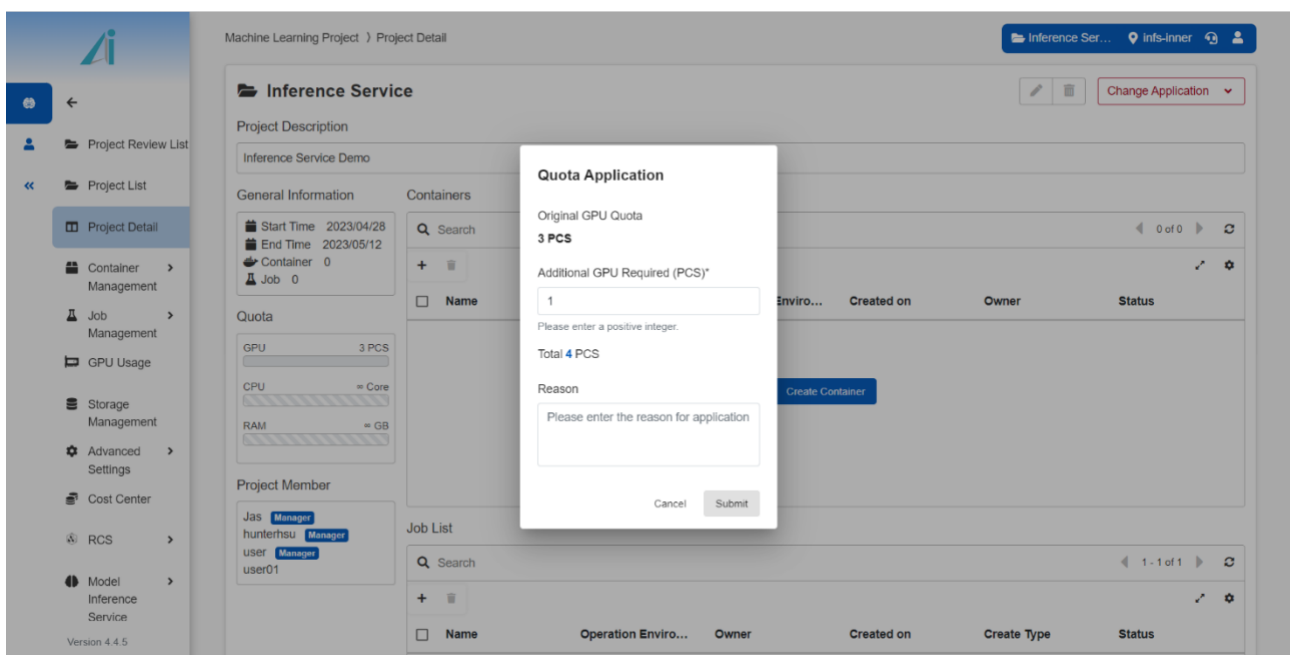 Ai
Machine Learning Project 〉 Project Detail
Inference Ser... infs-inner
Inference Service
Change Application
Project Description
Inference Service Demo
Project Review List
Project List
Project Detail
Container
Management
Job
Management
GPU Usage
Storage
Management
Advanced
Settings
Cost Center
RCS
Model
Inference
Service
Version 4.4.5
General Information
Start Time 2023/04/28
End Time 2023/05/12
Container 0
Job 0
Quota
GPU 3 PCS
CPU = Core
RAM = GB
Project Member
Jas Manager
hunterhsu Manager
user Manager
user01
Containers
Search
0 of 0
Name Enviro... Created on Owner Status
Create Container
Quota Application
Original GPU Quota
3 PCS
Additional GPU Required (PCS)*
1
Please enter a positive integer.
Total 4 PCS
Reason
Please enter the reason for application
Cancel Submit
Job List
Search
1 - 1 of 1
Name Operation Enviro... Owner Created on Create Type Status